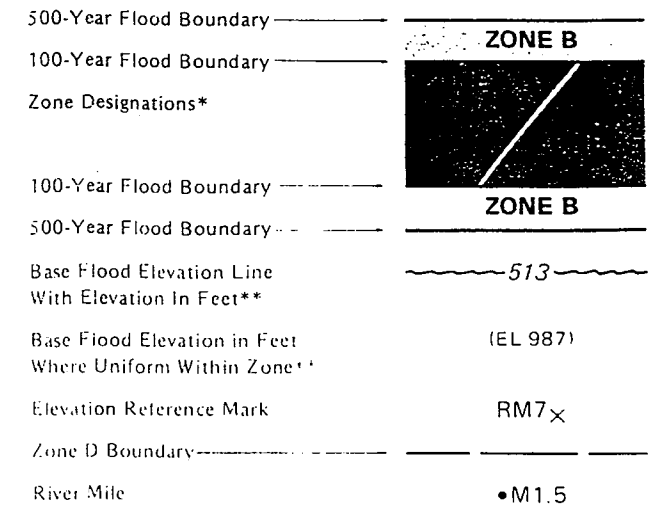 500-Year Flood Boundary
ZONE B
100-Year Flood Boundary
Zone Designations*
100-Year Flood Boundary
ZONE B
500-Year Flood Boundary
Base Flood Elevation Line
With Elevation In Feet**
513
Base Flood Elevation in Feet
Where Uniform Within Zone**
(EL 987)
Elevation Reference Mark
RM7×
Zone D Boundary
River Mile
•M1.5